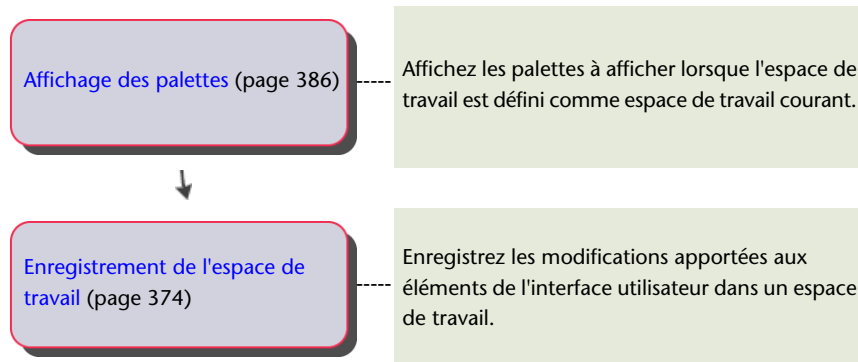 Affichage des palettes (page 386)
Affichez les palettes à afficher lorsque l'espace de
travail est défini comme espace de travail courant.
Enregistrement de l'espace de
travail (page 374)
Enregistrez les modifications apportées aux
éléments de l'interface utilisateur dans un espace
de travail.